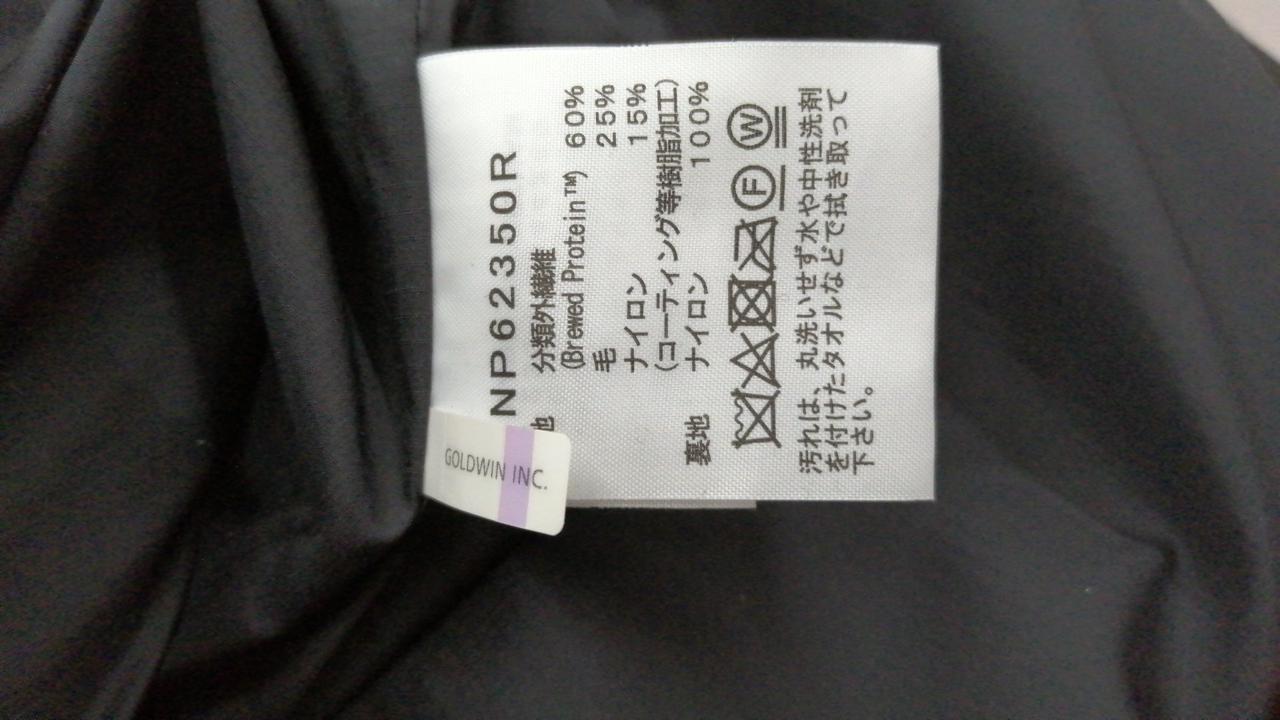 NP62350R
分類外繊維
(Brewed Protein™) 60%
毛 25%
ナイロン 15%
(コーティング等樹脂加工)
裏地 ナイロン 100%
F W
汚れは、丸洗いせず水や中性洗剤
を付けたタオルなどで拭き取って
下さい。
GOLDWIN INC.